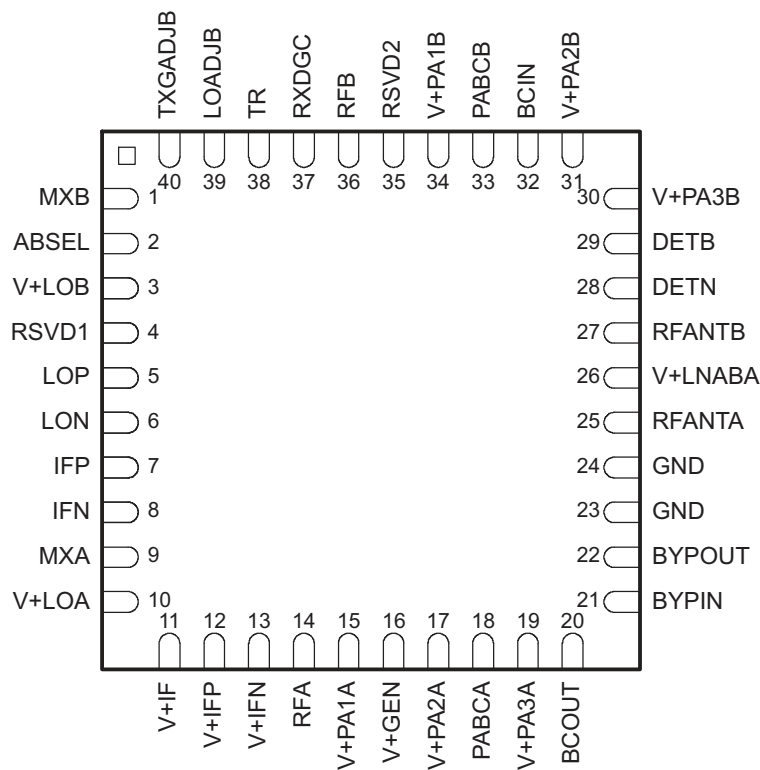 TXGADJB
LOADJB
TR
RXDGC
RFB
RSVD2
V+PA1B
PABCB
BCIN
V+PA2B
40
39
38
37
36
35
34
33
32
31
MXB 1
ABSEL 2
V+LOB 3
RSVD1 4
LOP 5
LON 6
IFP 7
IFN 8
MXA 9
V+LOA 10
30 V+PA3B
29 DETB
28 DETN
27 RFANTB
26 V+LNABA
25 RFANTA
24 GND
23 GND
22 BYPOUT
21 BYPIN
11
12
13
14
15
16
17
18
19
20
V+IF
V+IFP
V+IFN
RFA
V+PA1A
V+GEN
V+PA2A
PABCA
V+PA3A
BCOUT